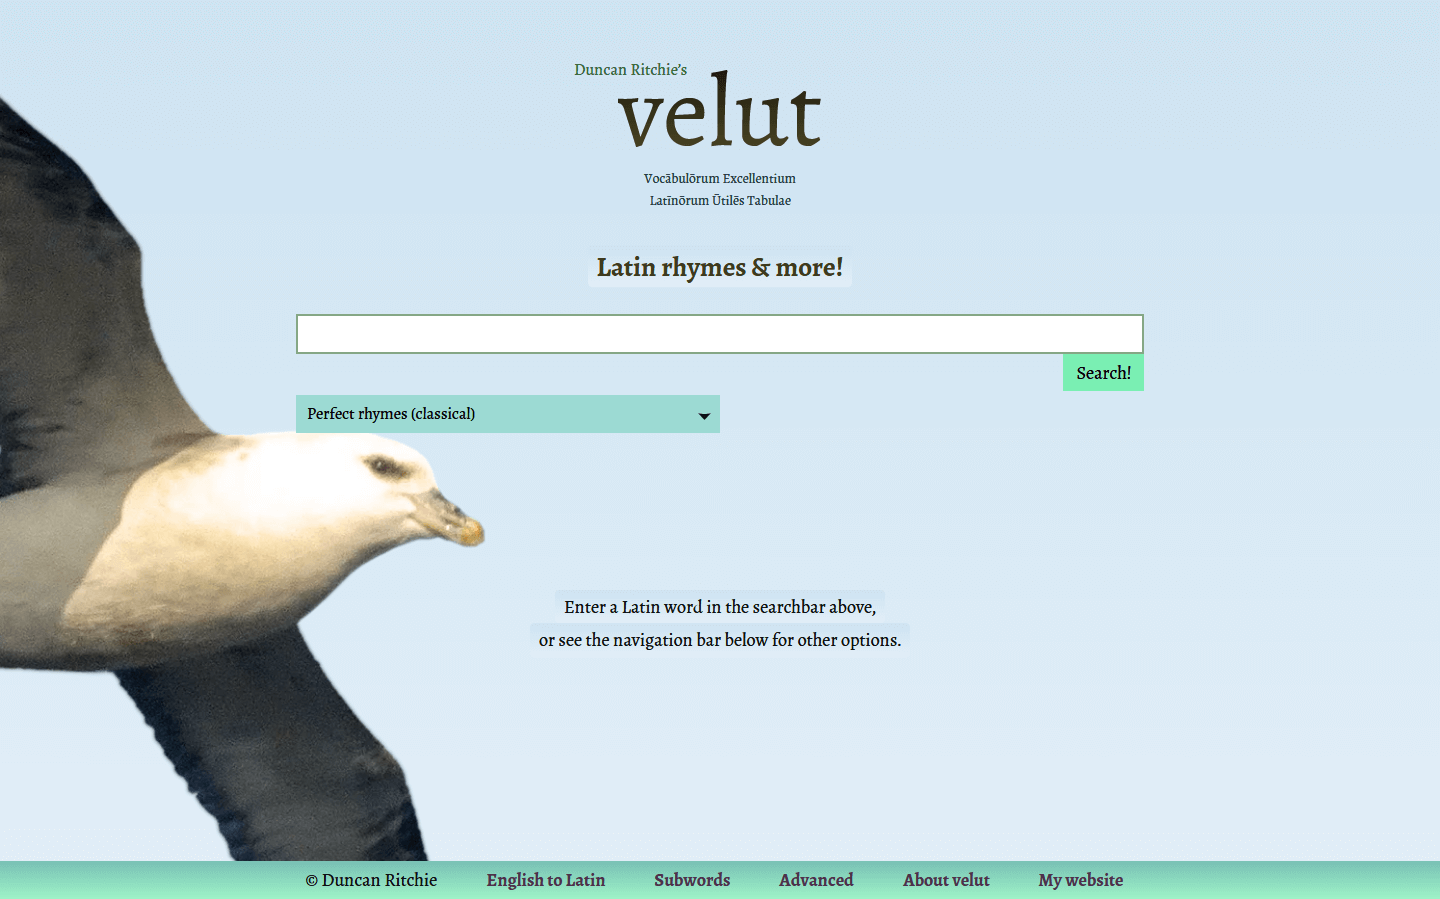 Duncan Ritchie’s
velut
Vocābulōrum Excellentium
Latīnōrum Ūtilēs Tabulae
Latin rhymes & more!
Search!
Perfect rhymes (classical)
Enter a Latin word in the searchbar above,
or see the navigation bar below for other options.
© Duncan Ritchie English to Latin Subwords Advanced About velut My website